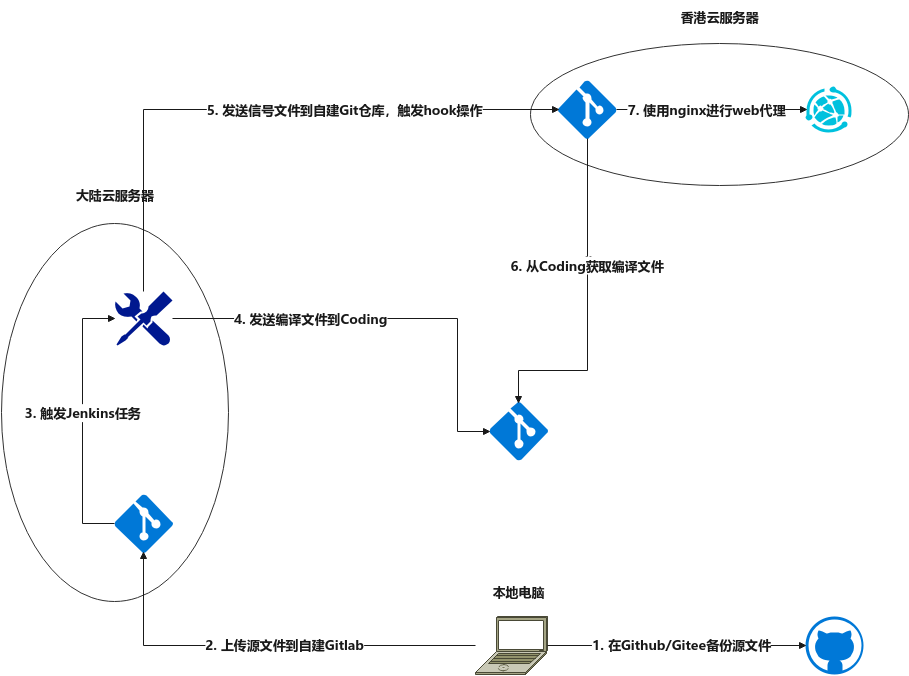 香港云服务器
5. 发送信号文件到自建Git仓库，触发hook操作
7. 使用nginx进行web代理
大陆云服务器
6. 从Coding获取编译文件
4. 发送编译文件到Coding
3. 触发Jenkins任务
本地电脑
2. 上传源文件到自建Gitlab
1. 在Github/Gitee备份源文件